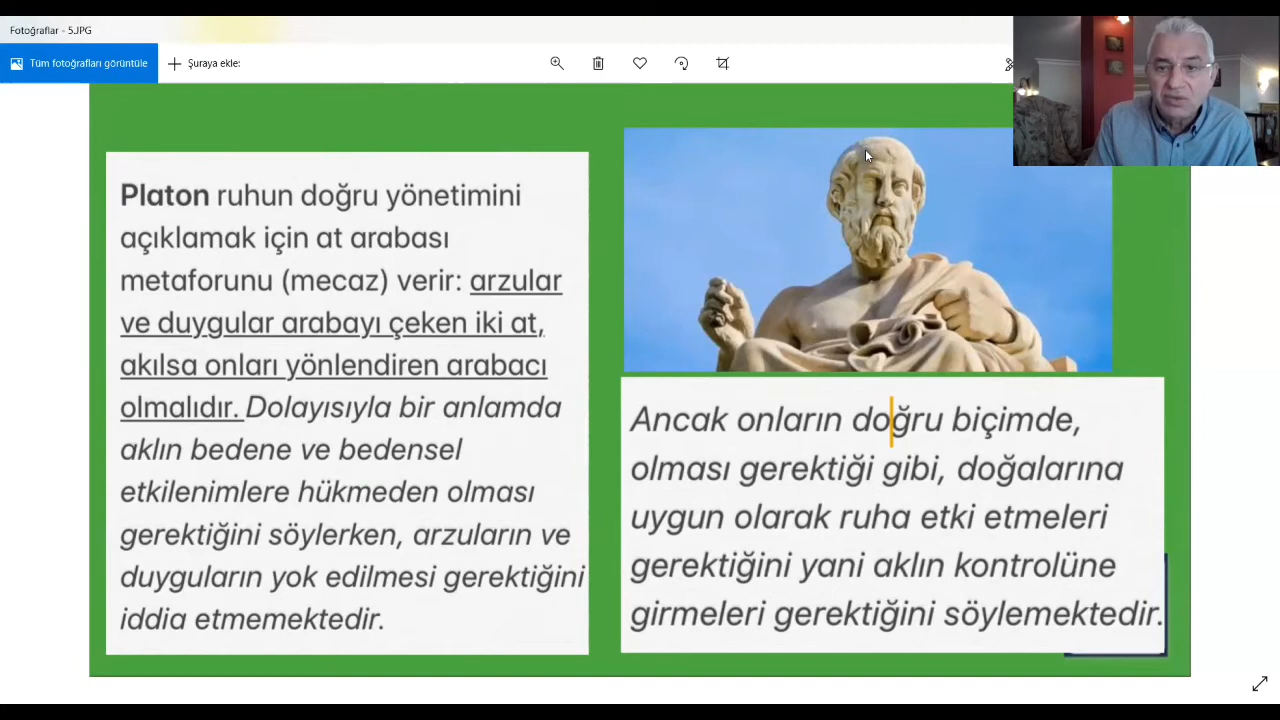 Fotoğraflar - 5.JPG
Tüm fotoğrafları görüntüle
Şuraya ekle:
Platon ruhun doğru yönetimini
açıklamak için at arabası
metaforunu (mecaz) verir: arzular
ve duygular arabayı çeken iki at,
akılsa onları yönlendiren arabacı
olmalıdır. Dolayısıyla bir anlamda
aklın bedene ve bedensel
etkilenimlere hükmeden olması
gerektiğini söylerken, arzuların ve
duyguların yok edilmesi gerektiğini
iddia etmemektedir.
Ancak onların doğru biçimde,
olması gerektiği gibi, doğalarına
uygun olarak ruha etki etmeleri
gerektiğini yani aklın kontrolüne
girmeleri gerektiğini söylemektedir.